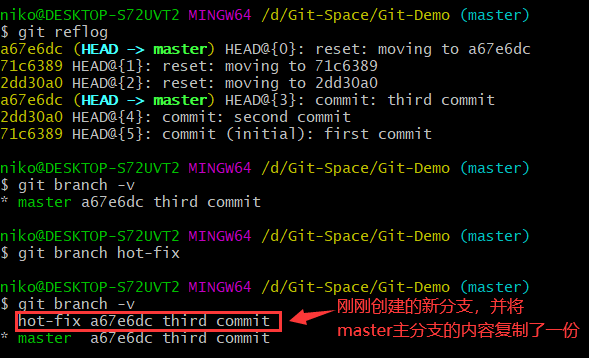 niko@DESKTOP-S72UVT2 MINGW64 /d/Git-Space/Git-Demo (master)
$ git reflog
a67e6dc (HEAD -> master) HEAD@{0}: reset: moving to a67e6dc
71c6389 HEAD@{1}: reset: moving to 71c6389
2dd30a0 HEAD@{2}: reset: moving to 2dd30a0
a67e6dc (HEAD -> master) HEAD@{3}: commit: third commit
2dd30a0 HEAD@{4}: commit: second commit
71c6389 HEAD@{5}: commit (initial): first commit
niko@DESKTOP-S72UVT2 MINGW64 /d/Git-Space/Git-Demo (master)
$ git branch -v
* master a67e6dc third commit
niko@DESKTOP-S72UVT2 MINGW64 /d/Git-Space/Git-Demo (master)
$ git branch hot-fix
niko@DESKTOP-S72UVT2 MINGW64 /d/Git-Space/Git-Demo (master)
$ git branch -v
hot-fix a67e6dc third commit
* master  a67e6dc third commit
刚刚创建的新分支，并将
master主分支的内容复制了一份